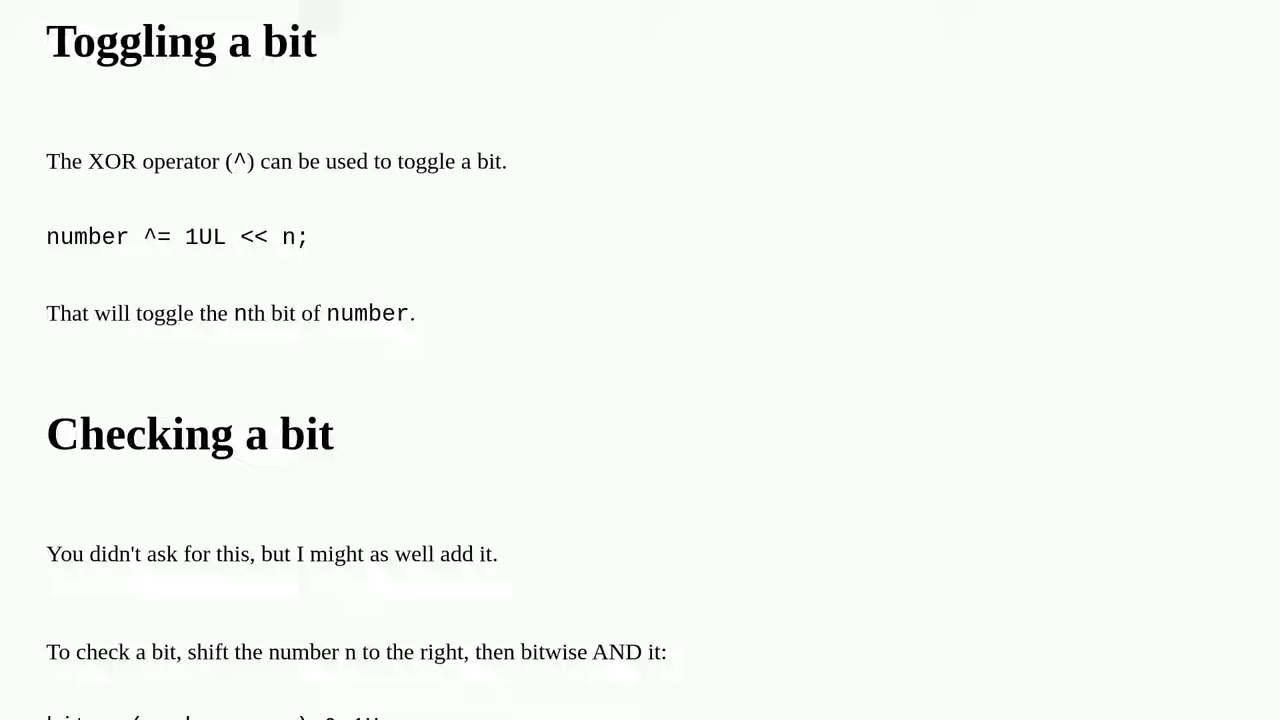 Toggling a bit
The XOR operator (^) can be used to toggle a bit.
number ^= 1UL << n;
That will toggle the nth bit of number.
Checking a bit
You didn't ask for this, but I might as well add it.
To check a bit, shift the number n to the right, then bitwise AND it: